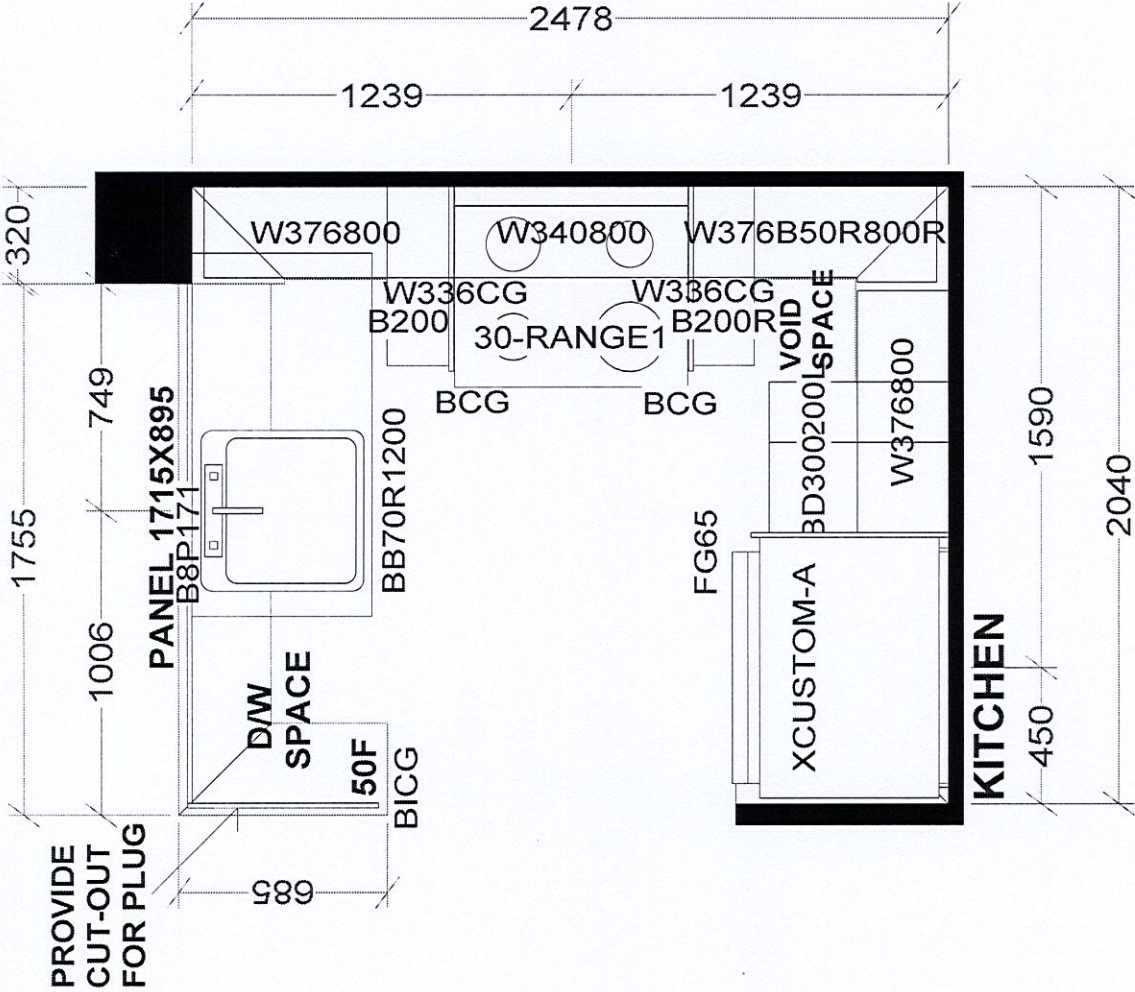 2478
1239
1239
320
W376800
W340800
W376B50R800R
W336CG
W336CG
B200
B200R
30-RANGE1
VOID
SPACE
BCG
BCG
749
1755
PANEL 1715X895
B8P171
BB70R1200
BD300200L
W376800
1590
2040
FG65
1006
D/W
SPACE
XCUSTOM-A
KITCHEN
450
50F
BICG
PROVIDE
CUT-OUT
FOR PLUG
685